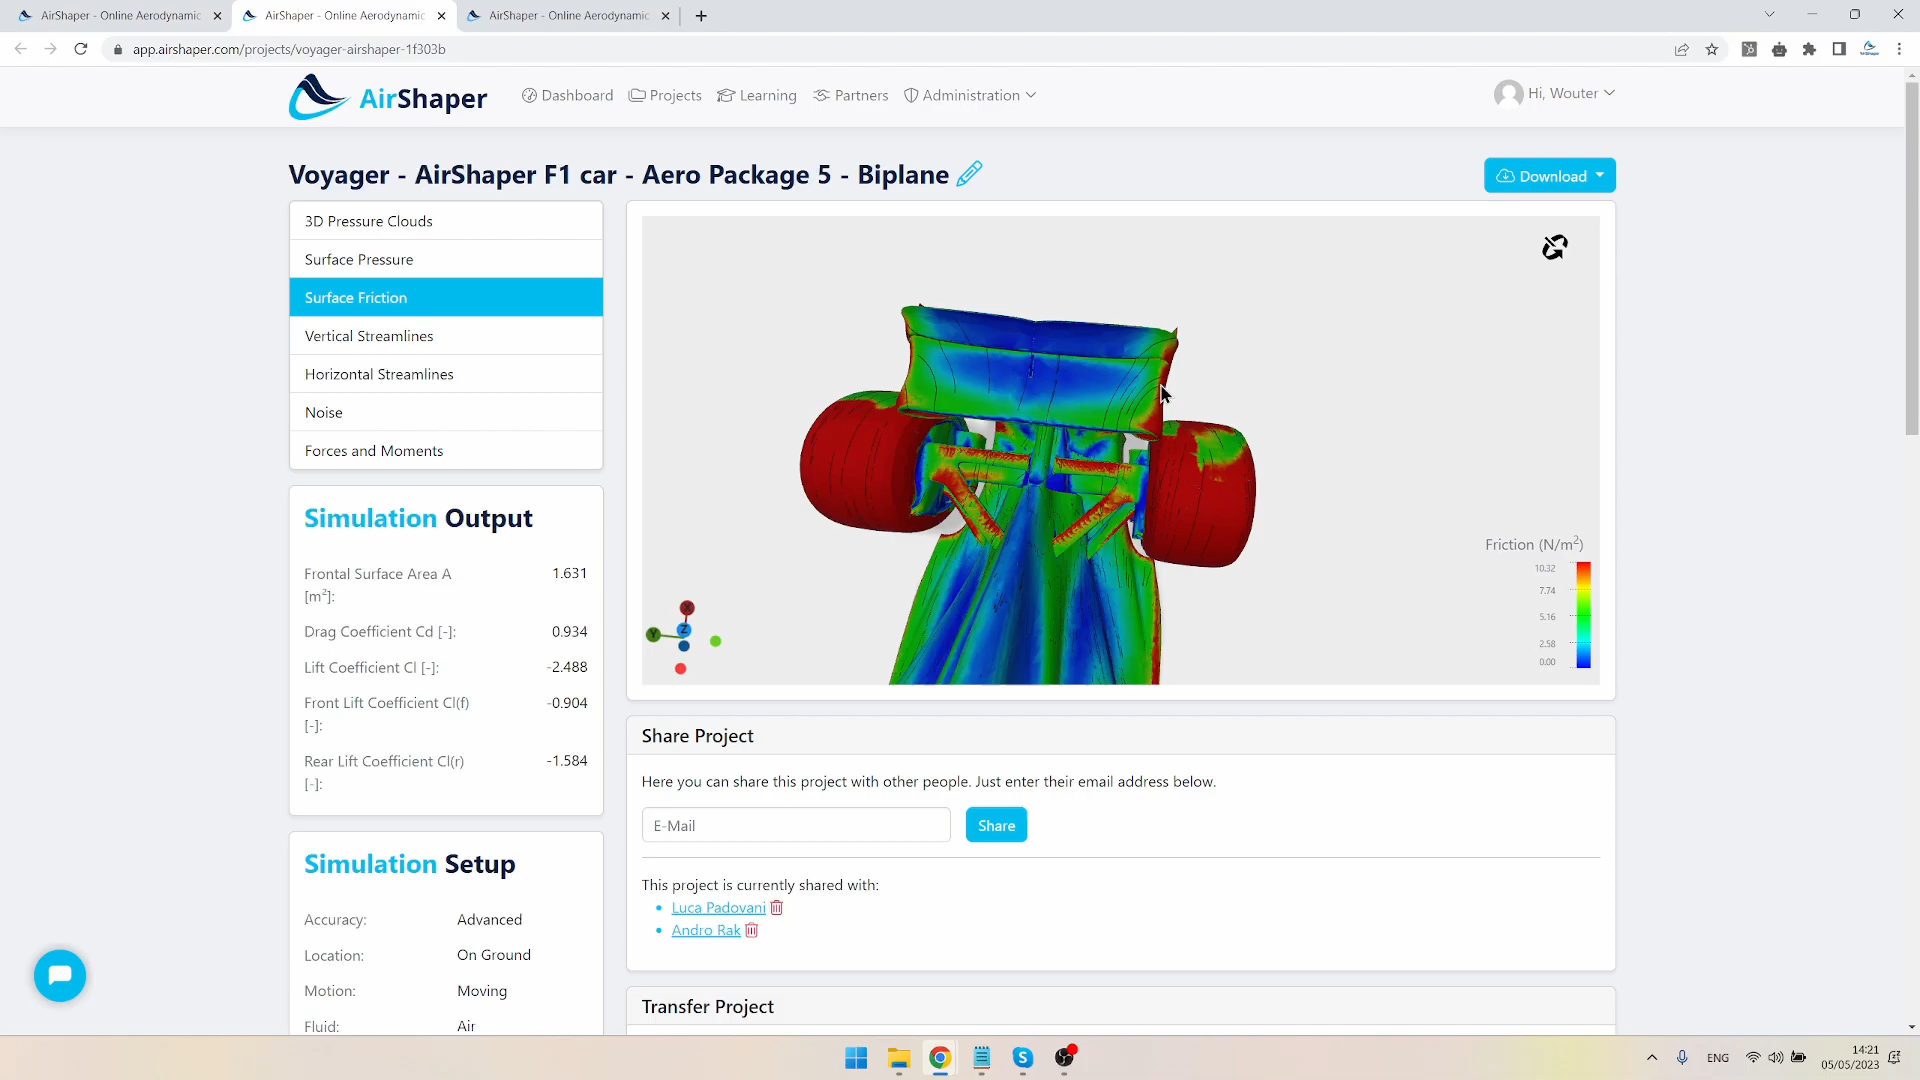 AirShaper - Online Aerodynamic
AirShaper - Online Aerodynamic
AirShaper - Online Aerodynamic
app.airshaper.com/projects/voyager-airshaper-1f303b
AirShaper
Dashboard
Projects
Learning
Partners
Administration
Hi, Wouter
Voyager - AirShaper F1 car - Aero Package 5 - Biplane
Download
3D Pressure Clouds
Surface Pressure
Surface Friction
Vertical Streamlines
Horizontal Streamlines
Noise
Forces and Moments
Friction (N/m²)
10.32
7.74
5.16
2.58
0.00
X
Y
Z
Simulation Output
Frontal Surface Area A [m²]: 1.631
Drag Coefficient Cd [-]: 0.934
Lift Coefficient Cl [-]: -2.488
Front Lift Coefficient Cl(f) [-]: -0.904
Rear Lift Coefficient Cl(r) [-]: -1.584
Simulation Setup
Accuracy: Advanced
Location: On Ground
Motion: Moving
Fluid: Air
Share Project
Here you can share this project with other people. Just enter their email address below.
E-Mail
Share
This project is currently shared with:
Luca Padovani
Andro Rak
Transfer Project
ENG
14:21
05/05/2023